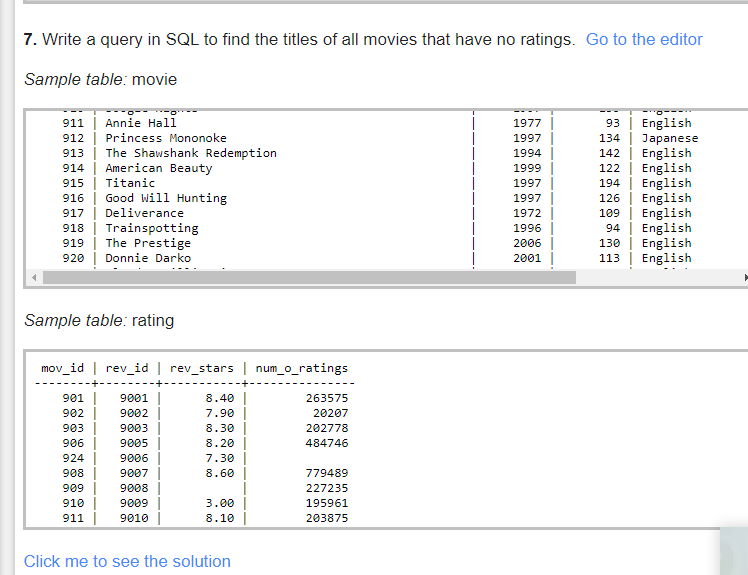 7. Write a query in SQL to find the titles of all movies that have no ratings. Go to the editor
Sample table: movie
911 | Annie Hall | 1977 | 93 | English
912 | Princess Mononoke | 1997 | 134 | Japanese
913 | The Shawshank Redemption | 1994 | 142 | English
914 | American Beauty | 1999 | 122 | English
915 | Titanic | 1997 | 194 | English
916 | Good Will Hunting | 1997 | 126 | English
917 | Deliverance | 1972 | 109 | English
918 | Trainspotting | 1996 | 94 | English
919 | The Prestige | 2006 | 130 | English
920 | Donnie Darko | 2001 | 113 | English
Sample table: rating
mov_id | rev_id | rev_stars | num_o_ratings
--------+--------+-----------+---------------
901 | 9001 | 8.40 | 263575
902 | 9002 | 7.90 | 20207
903 | 9003 | 8.30 | 202778
906 | 9005 | 8.20 | 484746
924 | 9006 | 7.30 |
908 | 9007 | 8.60 | 779489
909 | 9008 | | 227235
910 | 9009 | 3.00 | 195961
911 | 9010 | 8.10 | 203875
Click me to see the solution